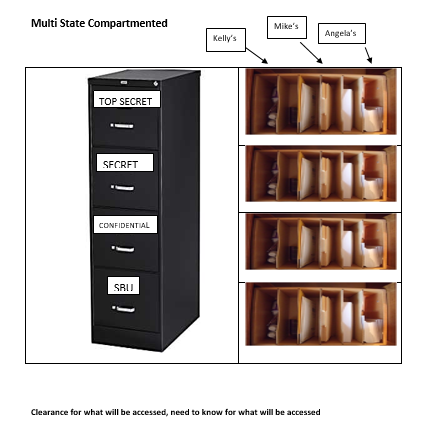 Multi State Compartmented
Kelly's
Mike's
Angela's
TOP SECRET
SECRET
CONFIDENTIAL
SBU
Clearance for what will be accessed, need to know for what will be accessed